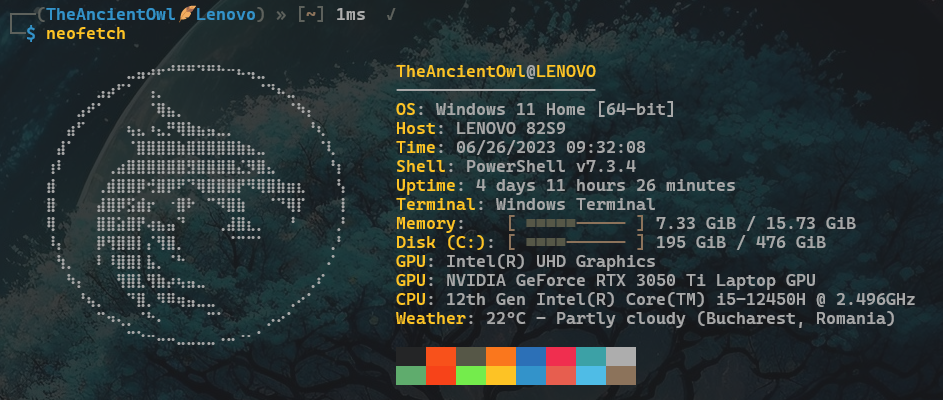 (TheAncientOwl🪶Lenovo) » [~] 1ms ✓
$ neofetch
TheAncientOwl@LENOVO
OS: Windows 11 Home [64-bit]
Host: LENOVO 82S9
Time: 06/26/2023 09:32:08
Shell: PowerShell v7.3.4
Uptime: 4 days 11 hours 26 minutes
Terminal: Windows Terminal
Memory: [ ■■■■■───── ] 7.33 GiB / 15.73 GiB
Disk (C:): [ ■■■■────── ] 195 GiB / 476 GiB
GPU: Intel(R) UHD Graphics
GPU: NVIDIA GeForce RTX 3050 Ti Laptop GPU
CPU: 12th Gen Intel(R) Core(TM) i5-12450H @ 2.496GHz
Weather: 22°C - Partly cloudy (Bucharest, Romania)